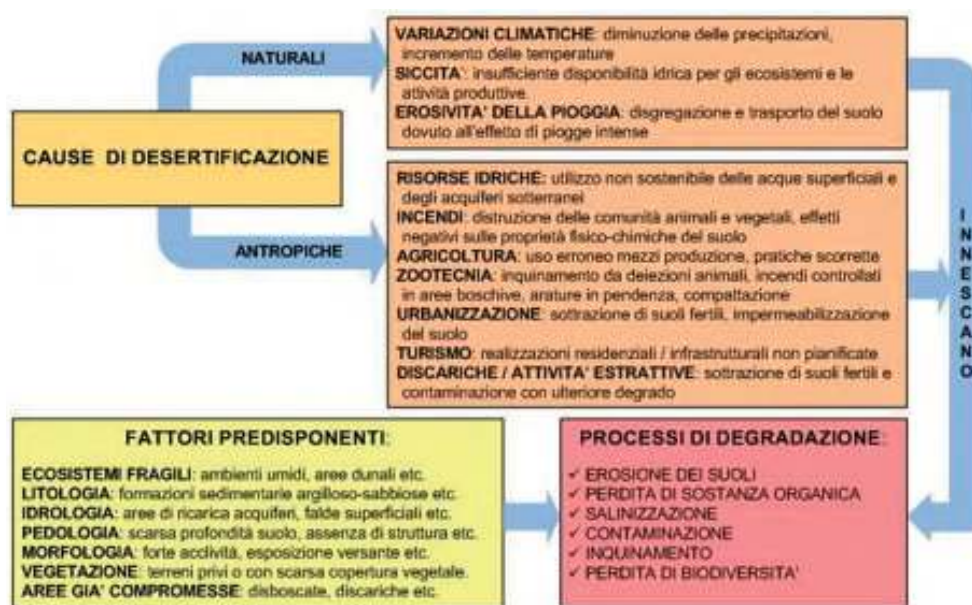 CAUSE DI DESERTIFICAZIONE
NATURALI
VARIAZIONI CLIMATICHE: diminuzione delle precipitazioni,
incremento delle temperature
SICCITA': insufficiente disponibilità idrica per gli ecosistemi e le
attività produttive.
EROSIVITA' DELLA PIOGGIA: disgregazione e trasporto del suolo
dovuto all'effetto di piogge intense
ANTROPICHE
RISORSE IDRICHE: utilizzo non sostenibile delle acque superficiali e
degli acquiferi sotterranei
INCENDI: distruzione delle comunità animali e vegetali, effetti
negativi sulle proprietà fisico-chimiche del suolo
AGRICOLTURA: uso erroneo mezzi produzione, pratiche scorrette
ZOOTECNIA: inquinamento da deiezioni animali, incendi controllati
in aree boschive, arature in pendenza, compattazione
URBANIZZAZIONE: sottrazione di suoli fertili, impermeabilizzazione
del suolo
TURISMO: realizzazioni residenziali / infrastrutturali non pianificate
DISCARICHE / ATTIVITA' ESTRATTIVE: sottrazione di suoli fertili e
contaminazione con ulteriore degrado
INNESCANO
FATTORI PREDISPONENTI:
ECOSISTEMI FRAGILI: ambienti umidi, aree dunali etc.
LITOLOGIA: formazioni sedimentarie argilloso-sabbiose etc.
IDROLOGIA: aree di ricarica acquiferi, falde superficiali etc.
PEDOLOGIA: scarsa profondità suolo, assenza di struttura etc.
MORFOLOGIA: forte acclività, esposizione versante etc.
VEGETAZIONE: terreni privi o con scarsa copertura vegetale.
AREE GIA' COMPROMESSE: disboscate, discariche etc.
PROCESSI DI DEGRADAZIONE:
✓ EROSIONE DEI SUOLI
✓ PERDITA DI SOSTANZA ORGANICA
✓ SALINIZZAZIONE
✓ CONTAMINAZIONE
✓ INQUINAMENTO
✓ PERDITA DI BIODIVERSITA'